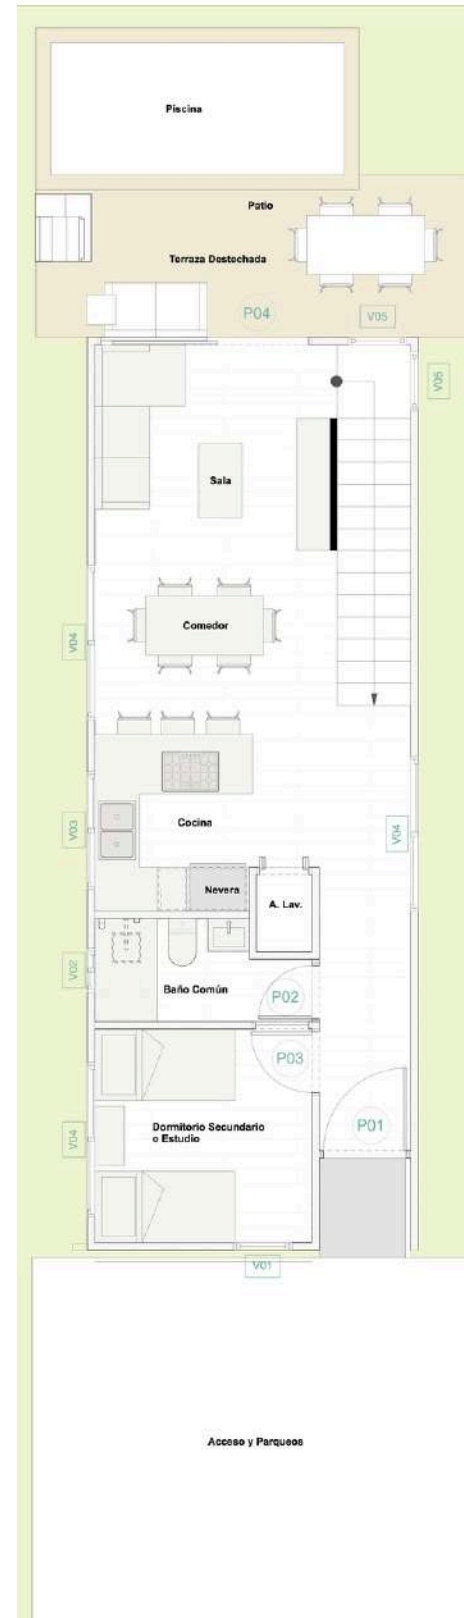 Piscina
Patio
Terraza Destechada
P04
V05
V05
Sala
V04
Comedor
V03
Cocina
V04
Nevera
A. Lav.
V02
Baño Común
P02
P03
V04
Dormitorio Secundario
o Estudio
P01
V01
Acceso y Parqueos